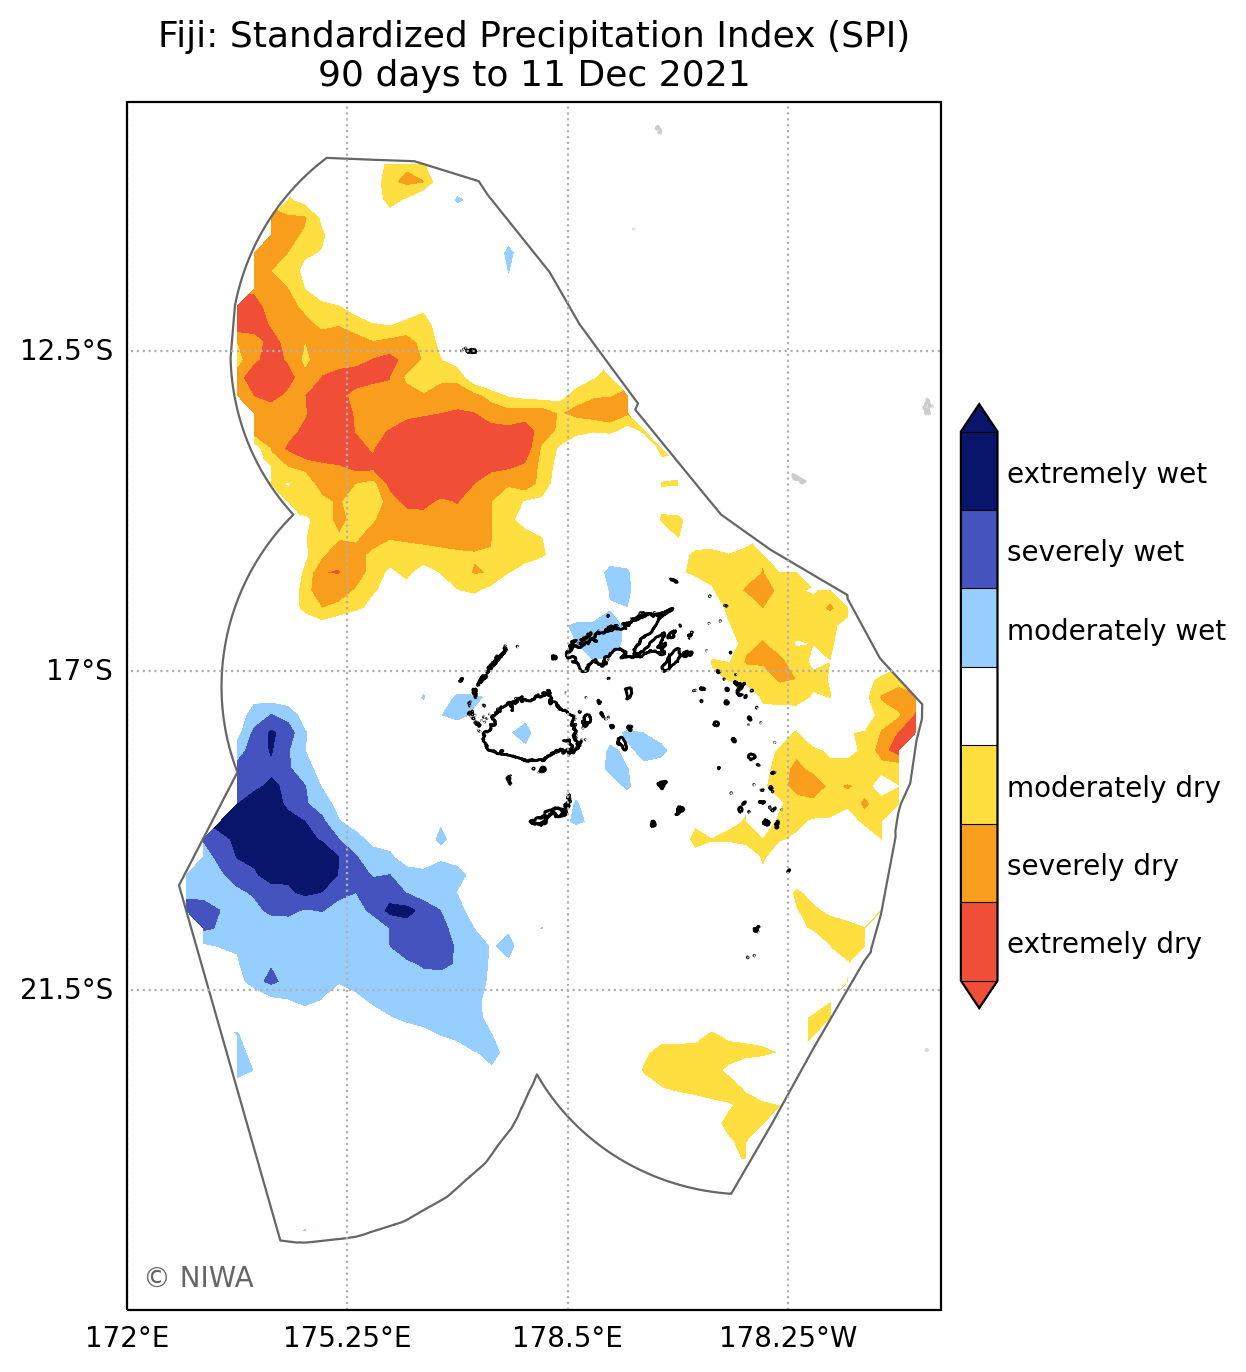 Fiji: Standardized Precipitation Index (SPI)
90 days to 11 Dec 2021
12.5°S
17°S
21.5°S
172°E
175.25°E
178.5°E
178.25°W
extremely wet
severely wet
moderately wet
moderately dry
severely dry
extremely dry
© NIWA